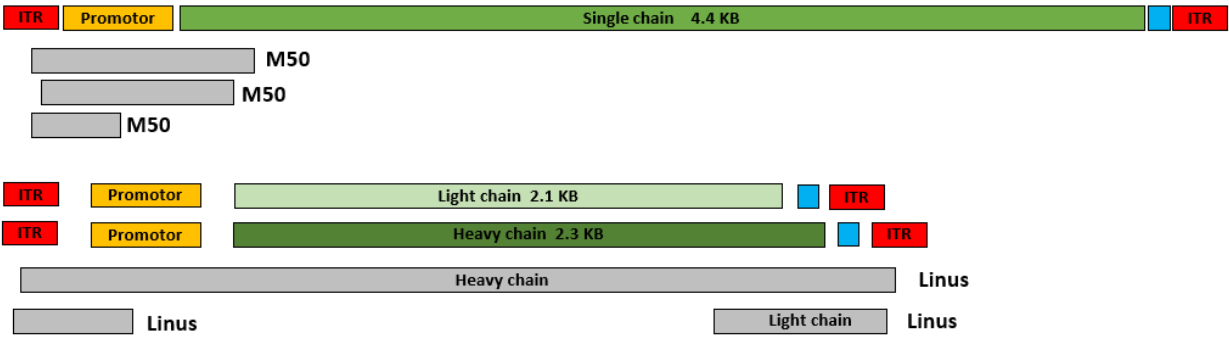 ITR Promotor Single chain 4.4 KB ITR
M50
M50
M50
ITR Promotor Light chain 2.1 KB ITR
ITR Promotor Heavy chain 2.3 KB ITR
Heavy chain Linus
Linus Light chain Linus